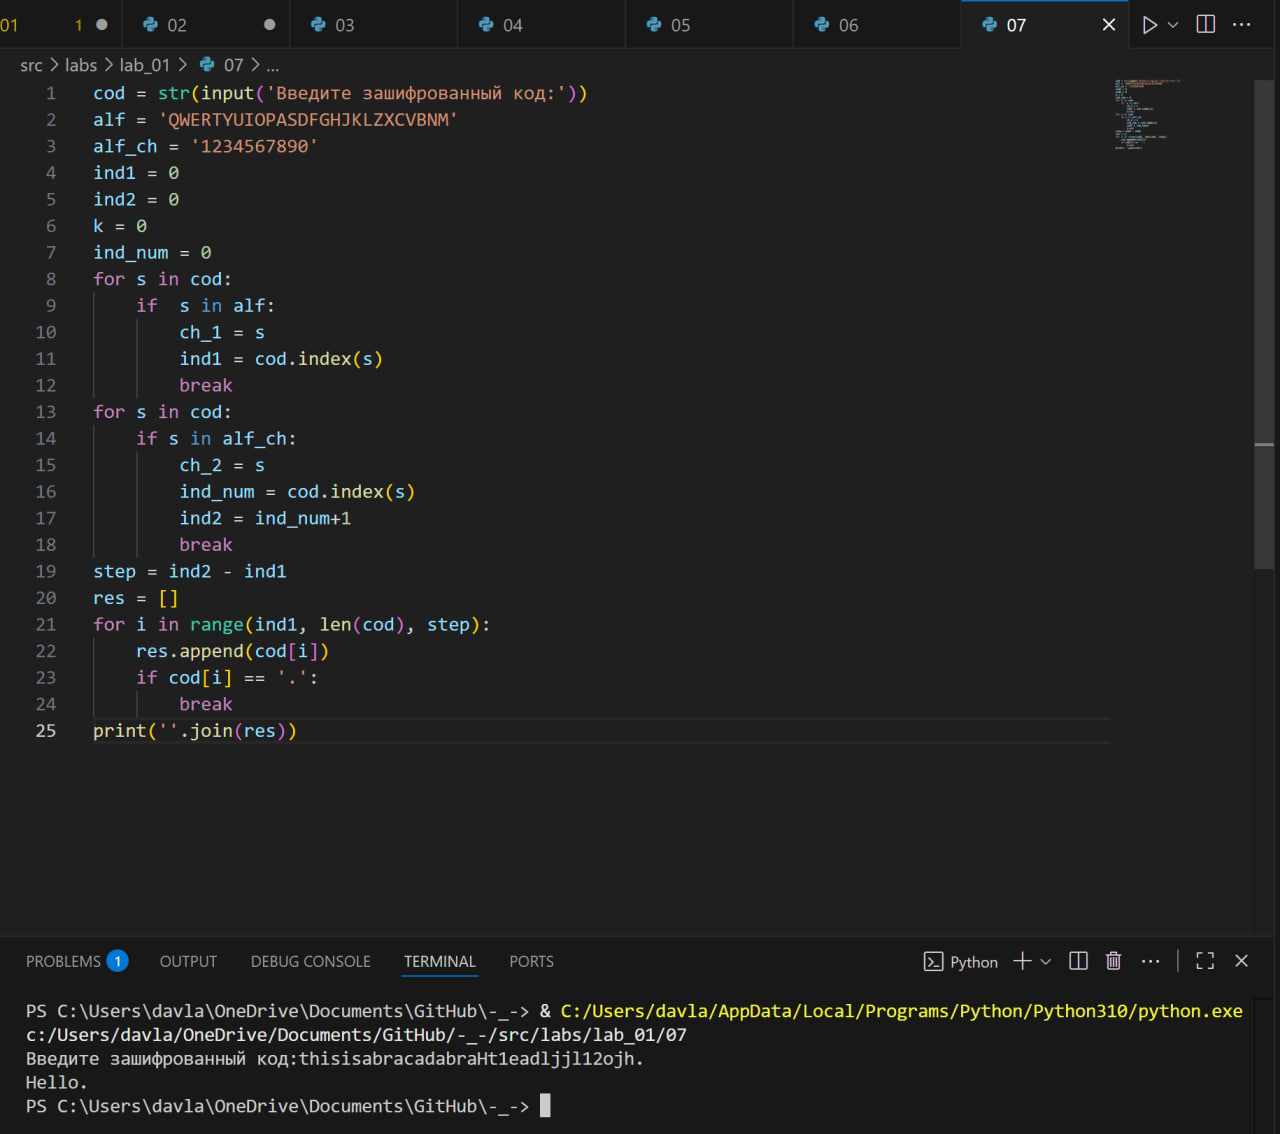 01 1 02 03 04 05 06 07
src > labs > lab_01 > 07 > ...
1 cod = str(input('Введите зашифрованный код:'))
2 alf = 'QWERTYUIOPASDFGHJKLZXCVBNM'
3 alf_ch = '1234567890'
4 ind1 = 0
5 ind2 = 0
6 k = 0
7 ind_num = 0
8 for s in cod:
9     if  s in alf:
10         ch_1 = s
11         ind1 = cod.index(s)
12         break
13 for s in cod:
14     if s in alf_ch:
15         ch_2 = s
16         ind_num = cod.index(s)
17         ind2 = ind_num+1
18         break
19 step = ind2 - ind1
20 res = []
21 for i in range(ind1, len(cod), step):
22     res.append(cod[i])
23     if cod[i] == '.':
24         break
25 print(''.join(res))
PROBLEMS 1 OUTPUT DEBUG CONSOLE TERMINAL PORTS Python
PS C:\Users\davla\OneDrive\Documents\GitHub\-_-> & C:/Users/davla/AppData/Local/Programs/Python/Python310/python.exe
c:/Users/davla/OneDrive/Documents/GitHub/-_-/src/labs/lab_01/07
Введите зашифрованный код:thisisabracadabraHt1eadljjl12ojh.
Hello.
PS C:\Users\davla\OneDrive\Documents\GitHub\-_->